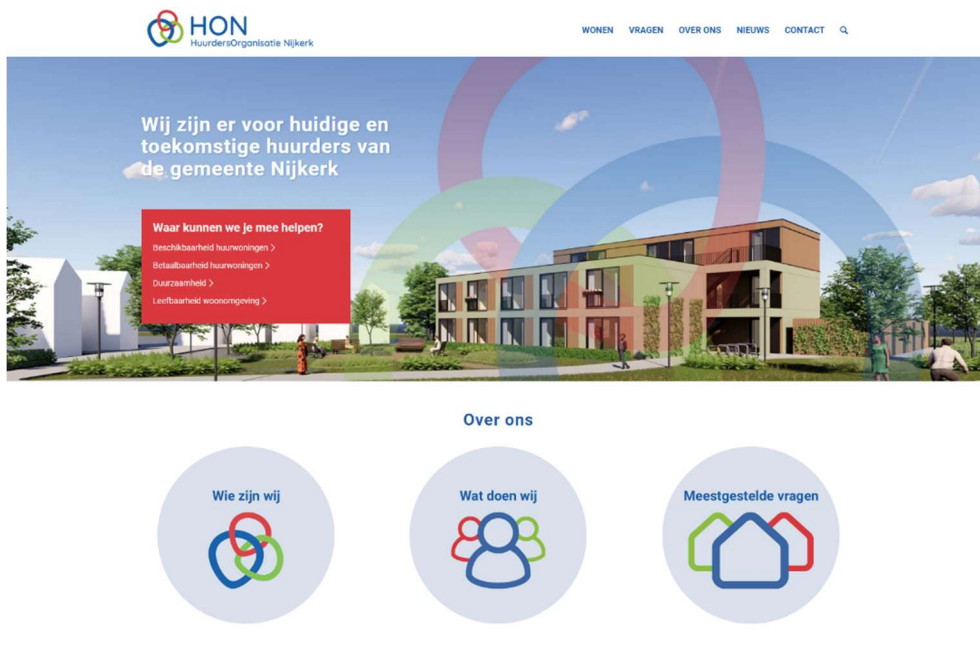 HON
HuurdersOrganisatie Nijkerk
WONEN VRAGEN OVER ONS NIEUWS CONTACT
Wij zijn er voor huidige en
toekomstige huurders van
de gemeente Nijkerk
Waar kunnen we je mee helpen?
Beschikbaarheid huurwoningen >
Betaalbaarheid huurwoningen >
Duurzaamheid >
Leefbaarheid woonomgeving >
Over ons
Wie zijn wij
Wat doen wij
Meestgestelde vragen